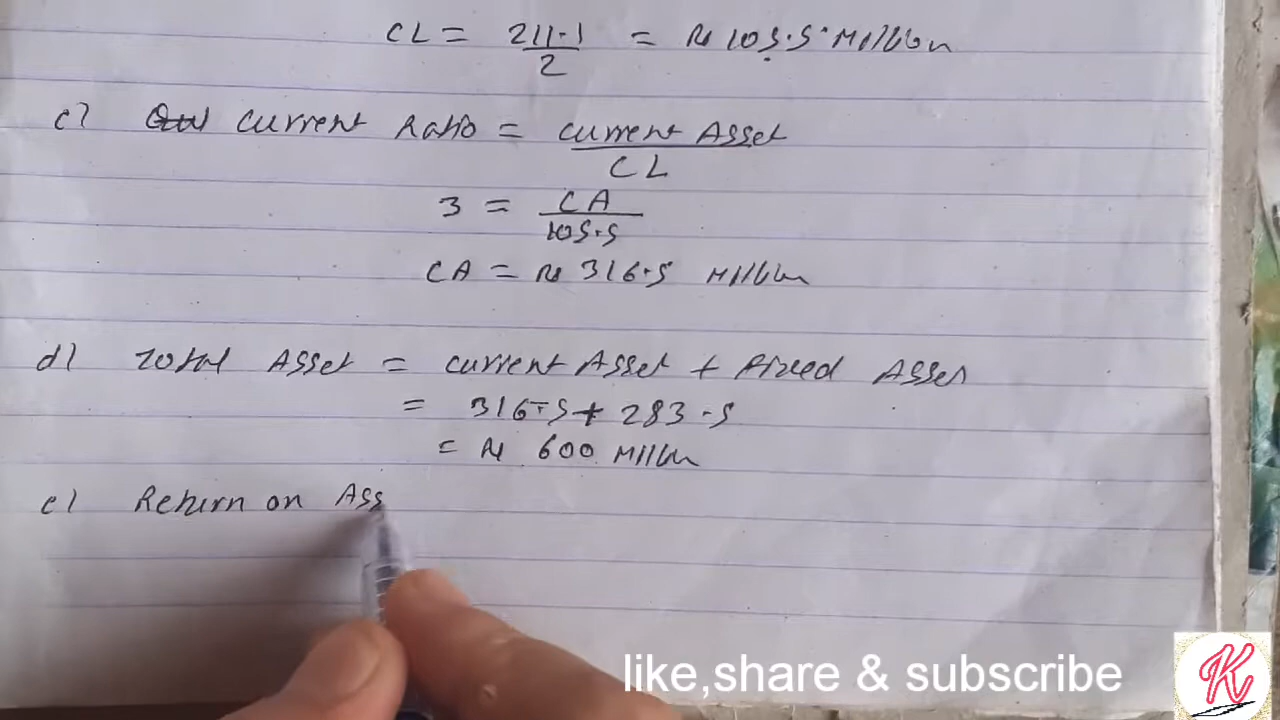 CL = 211.1 / 2 = Rs 105.5 Million
c) Current Ratio = Current Asset / CL
3 = CA / 105.5
CA = Rs 316.5 Million
d) Total Asset = Current Asset + Fixed Asset
= 316.5 + 283.5
= Rs 600 Million
e) Return on Ass
like,share & subscribe
K